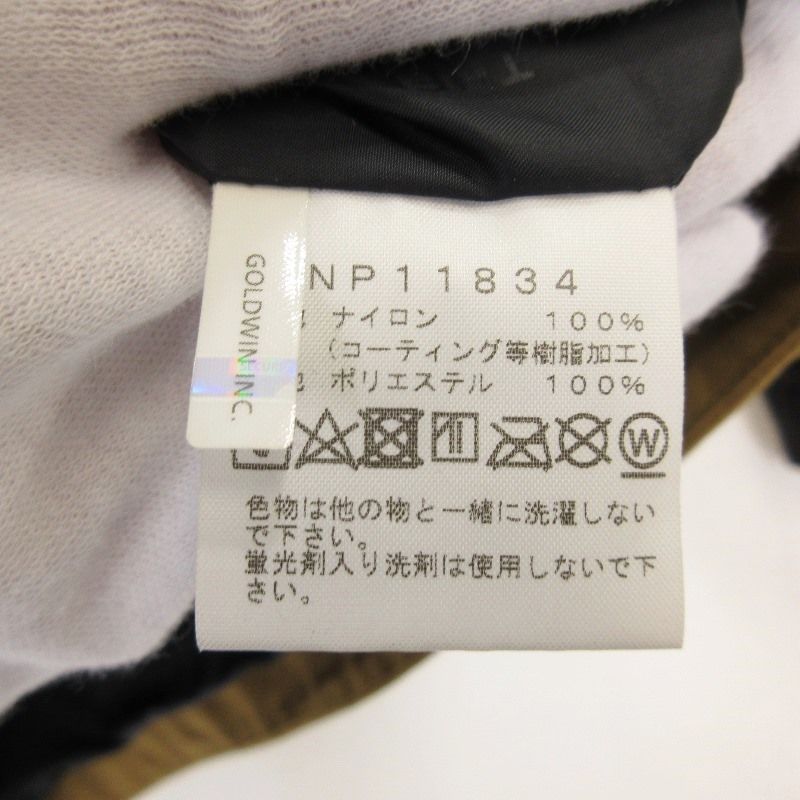 GOLDWIN INC.
SECURE
NP11834
ナイロン 100%
(コーティング等樹脂加工)
ポリエステル 100%
W
色物は他の物と一緒に洗濯しない
で下さい。
蛍光剤入り洗剤は使用しないで下
さい。